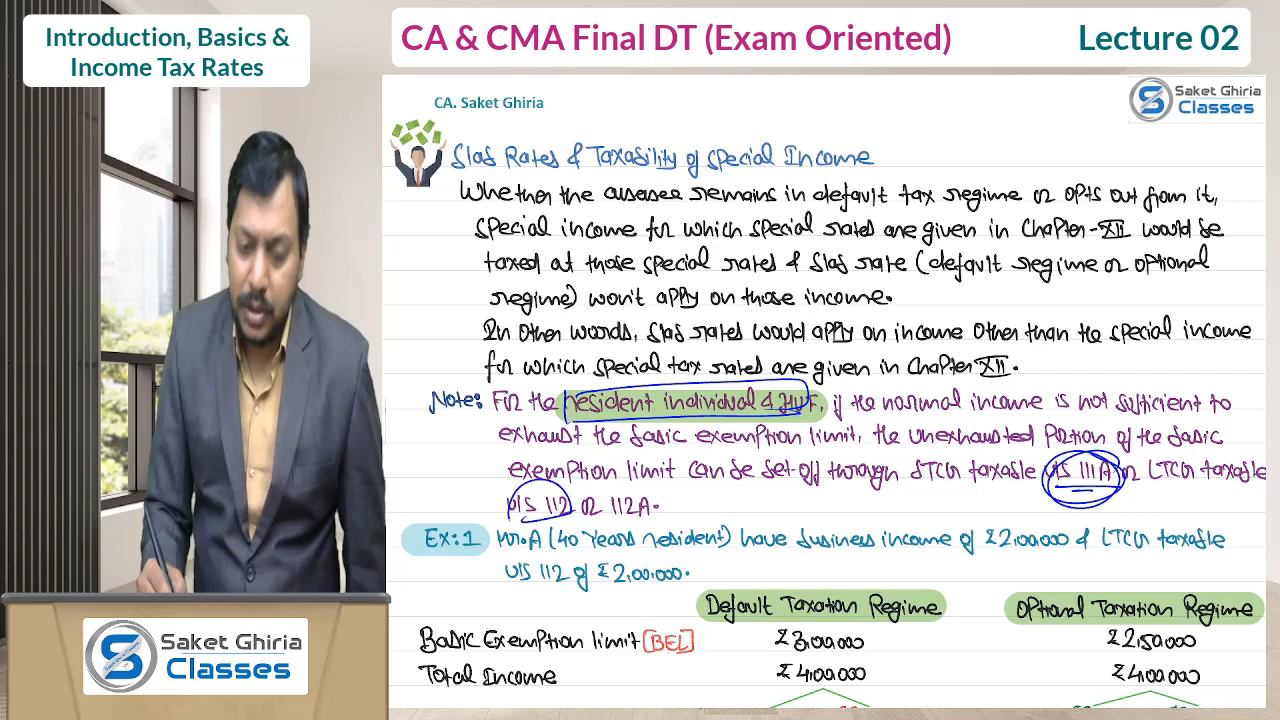 Introduction, Basics &
Income Tax Rates
CA & CMA Final DT (Exam Oriented)
Lecture 02
CA. Saket Ghiria
Saket Ghiria
Classes
Slab Rates & Taxability of Special Income
Whether the assessee remains in default tax regime or opts out from it,
special income for which special rates are given in Chapter-XII would be
taxed at those special rates & slab rate (default regime or optional
regime) won't apply on those income.
In other words, slab rates would apply on income other than the special income
for which special tax rates are given in Chapter XII.
Note: For the resident individual & HUF, if the normal income is not sufficient to
exhaust the basic exemption limit, the unexhausted portion of the basic
exemption limit can be set-off through STCG taxable U/S 111A or LTCG taxable
U/S 112 or 112A.
Ex:1 Mr.A (40 Years resident) have business income of ₹2,00,000 & LTCG taxable
U/S 112 of ₹2,00,000.
Default Taxation Regime
Optional Taxation Regime
Basic Exemption limit [BEL] ₹3,00,000 ₹2,50,000
Total Income ₹4,00,000 ₹4,00,000
Saket Ghiria
Classes